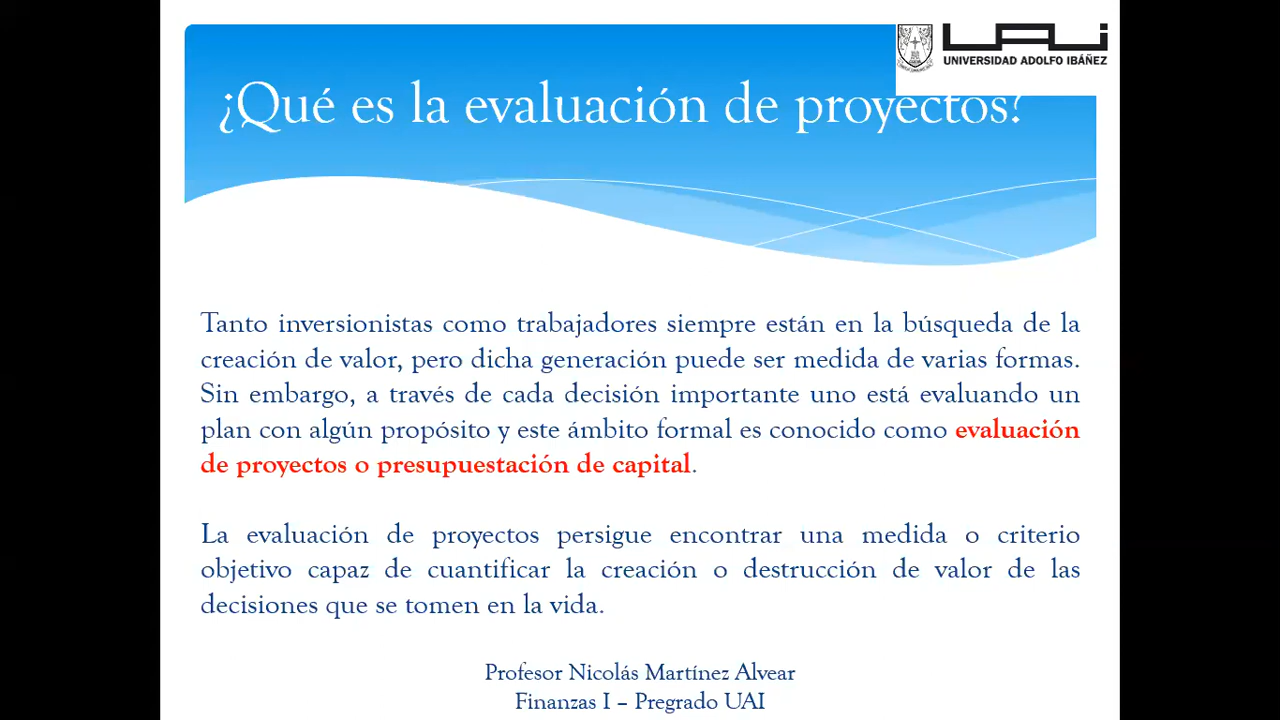 UAI
UNIVERSIDAD ADOLFO IBÁÑEZ
¿Qué es la evaluación de proyectos?
Tanto inversionistas como trabajadores siempre están en la búsqueda de la
creación de valor, pero dicha generación puede ser medida de varias formas.
Sin embargo, a través de cada decisión importante uno está evaluando un
plan con algún propósito y este ámbito formal es conocido como evaluación
de proyectos o presupuestación de capital.
La evaluación de proyectos persigue encontrar una medida o criterio
objetivo capaz de cuantificar la creación o destrucción de valor de las
decisiones que se tomen en la vida.
Profesor Nicolás Martínez Alvear
Finanzas I – Pregrado UAI